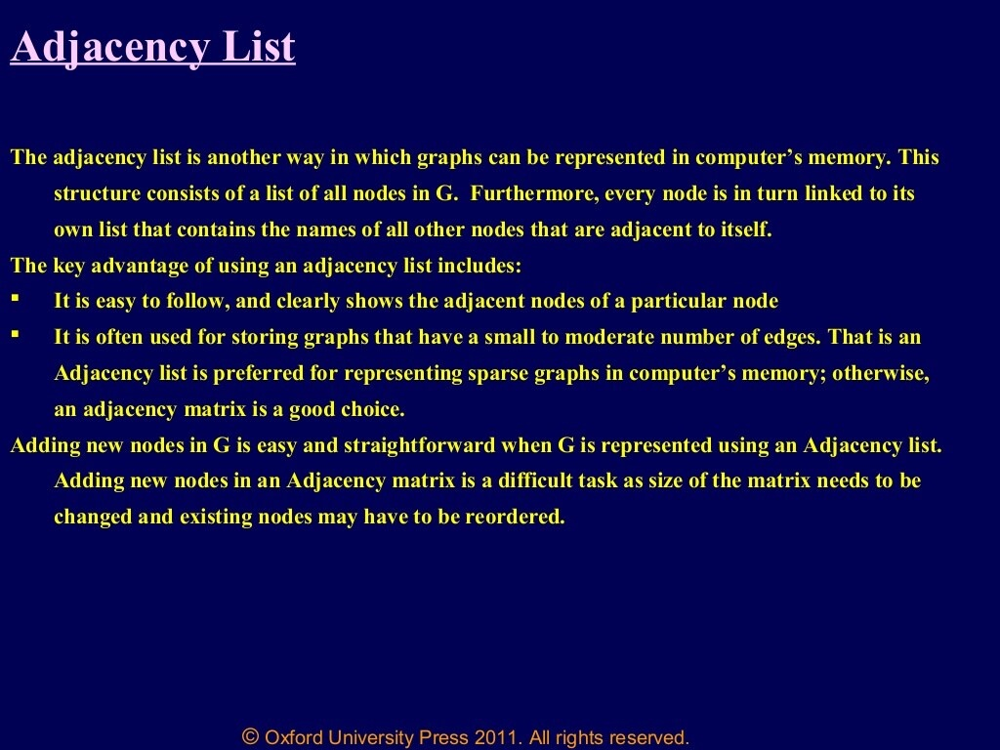 Adjacency List
The adjacency list is another way in which graphs can be represented in computer’s memory. This
structure consists of a list of all nodes in G.  Furthermore, every node is in turn linked to its
own list that contains the names of all other nodes that are adjacent to itself.
The key advantage of using an adjacency list includes:
▪ It is easy to follow, and clearly shows the adjacent nodes of a particular node
▪ It is often used for storing graphs that have a small to moderate number of edges. That is an
Adjacency list is preferred for representing sparse graphs in computer’s memory; otherwise,
an adjacency matrix is a good choice.
Adding new nodes in G is easy and straightforward when G is represented using an Adjacency list.
Adding new nodes in an Adjacency matrix is a difficult task as size of the matrix needs to be
changed and existing nodes may have to be reordered.
© Oxford University Press 2011. All rights reserved.